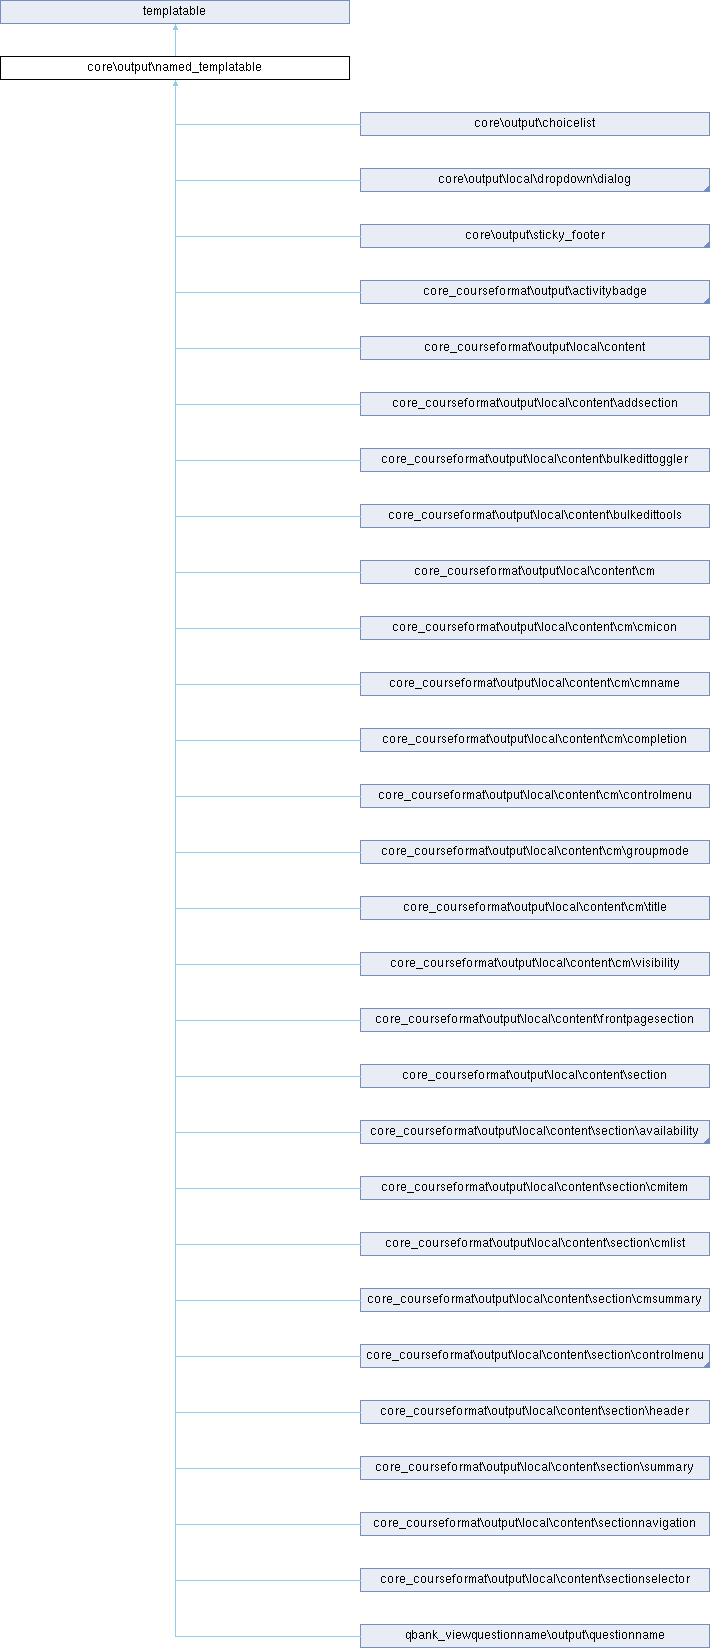 templatable
core\output\named_templatable
core\output\choicelist
core\output\local\dropdown\dialog
core\output\sticky_footer
core_courseformat\output\activitybadge
core_courseformat\output\local\content
core_courseformat\output\local\content\addsection
core_courseformat\output\local\content\bulkedittoggler
core_courseformat\output\local\content\bulkedittools
core_courseformat\output\local\content\cm
core_courseformat\output\local\content\cm\cmicon
core_courseformat\output\local\content\cm\cmname
core_courseformat\output\local\content\cm\completion
core_courseformat\output\local\content\cm\controlmenu
core_courseformat\output\local\content\cm\groupmode
core_courseformat\output\local\content\cm\title
core_courseformat\output\local\content\cm\visibility
core_courseformat\output\local\content\frontpagesection
core_courseformat\output\local\content\section
core_courseformat\output\local\content\section\availability
core_courseformat\output\local\content\section\cmitem
core_courseformat\output\local\content\section\cmlist
core_courseformat\output\local\content\section\cmsummary
core_courseformat\output\local\content\section\controlmenu
core_courseformat\output\local\content\section\header
core_courseformat\output\local\content\section\summary
core_courseformat\output\local\content\sectionnavigation
core_courseformat\output\local\content\sectionselector
qbank_viewquestionname\output\questionname